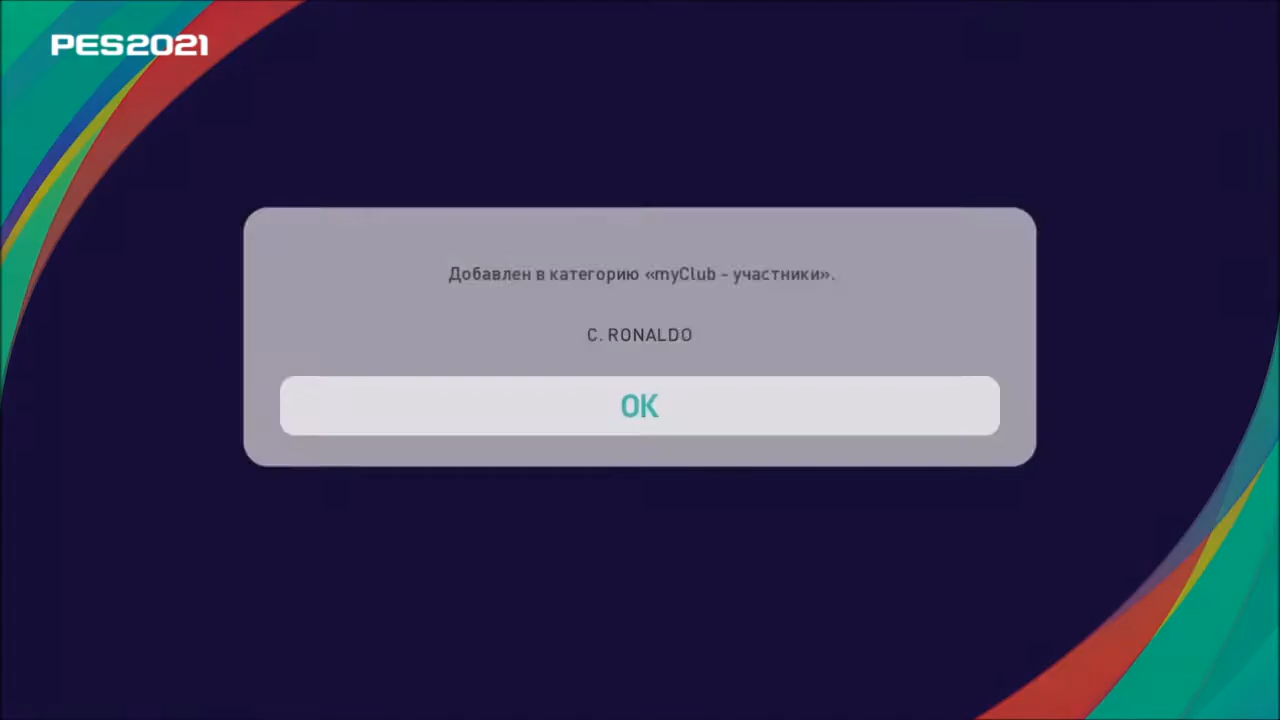 PES2021
Добавлен в категорию «myClub - участники».
C. RONALDO
OK